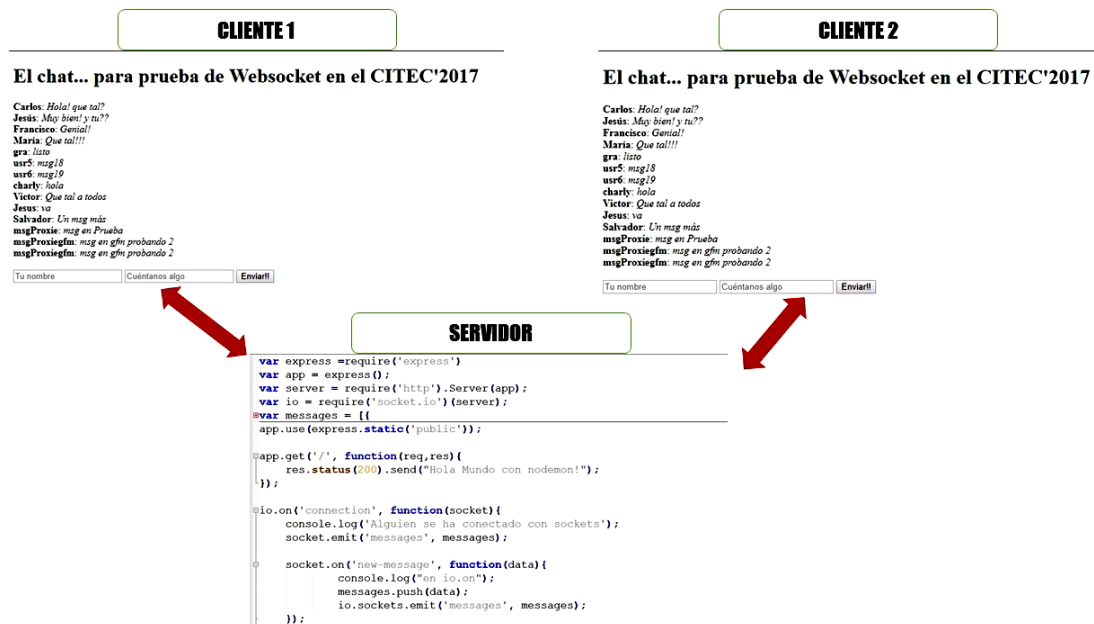 CLIENTE 1
El chat... para prueba de Websocket en el CITEC'2017
Carlos: Hola! que tal?
Jesús: Muy bien! y tu??
Francisco: Genial!
María: Que tal!!!
gra: listo
usr5: msg18
usr6: msg19
charly: hola
Victor: Que tal a todos
Jesus: va
Salvador: Un msg más
msgProxie: msg en Prueba
msgProxiegfm: msg en gfm probando 2
msgProxiegfm: msg en gfm probando 2
Tu nombre Cuéntanos algo Enviar!!
CLIENTE 2
El chat... para prueba de Websocket en el CITEC'2017
Carlos: Hola! que tal?
Jesús: Muy bien! y tu??
Francisco: Genial!
María: Que tal!!!
gra: listo
usr5: msg18
usr6: msg19
charly: hola
Victor: Que tal a todos
Jesus: va
Salvador: Un msg más
msgProxie: msg en Prueba
msgProxiegfm: msg en gfm probando 2
msgProxiegfm: msg en gfm probando 2
Tu nombre Cuéntanos algo Enviar!!
SERVIDOR
var express =require('express')
var app = express();
var server = require('http').Server(app);
var io = require('socket.io')(server);
var messages = [{
app.use(express.static('public'));
app.get('/', function(req,res){
    res.status(200).send("Hola Mundo con nodemon!");
});
io.on('connection', function(socket){
    console.log('Alguien se ha conectado con sockets');
    socket.emit('messages', messages);
    socket.on('new-message', function(data){
            console.log("en io.on");
            messages.push(data);
            io.sockets.emit('messages', messages);
    });